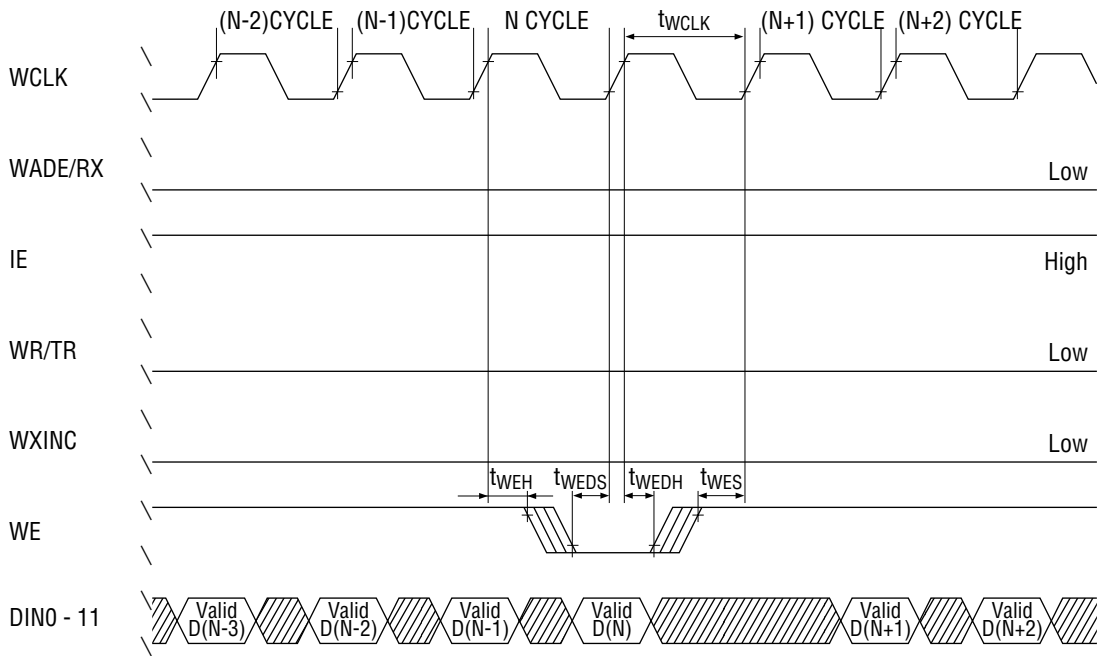 (N-2)CYCLE (N-1)CYCLE N CYCLE tWCLK (N+1) CYCLE (N+2) CYCLE
WCLK
WADE/RX Low
IE High
WR/TR Low
WXINC Low
tWEH tWEDS tWEDH tWES
WE
DIN0 - 11 Valid D(N-3) Valid D(N-2) Valid D(N-1) Valid D(N) Valid D(N+1) Valid D(N+2)